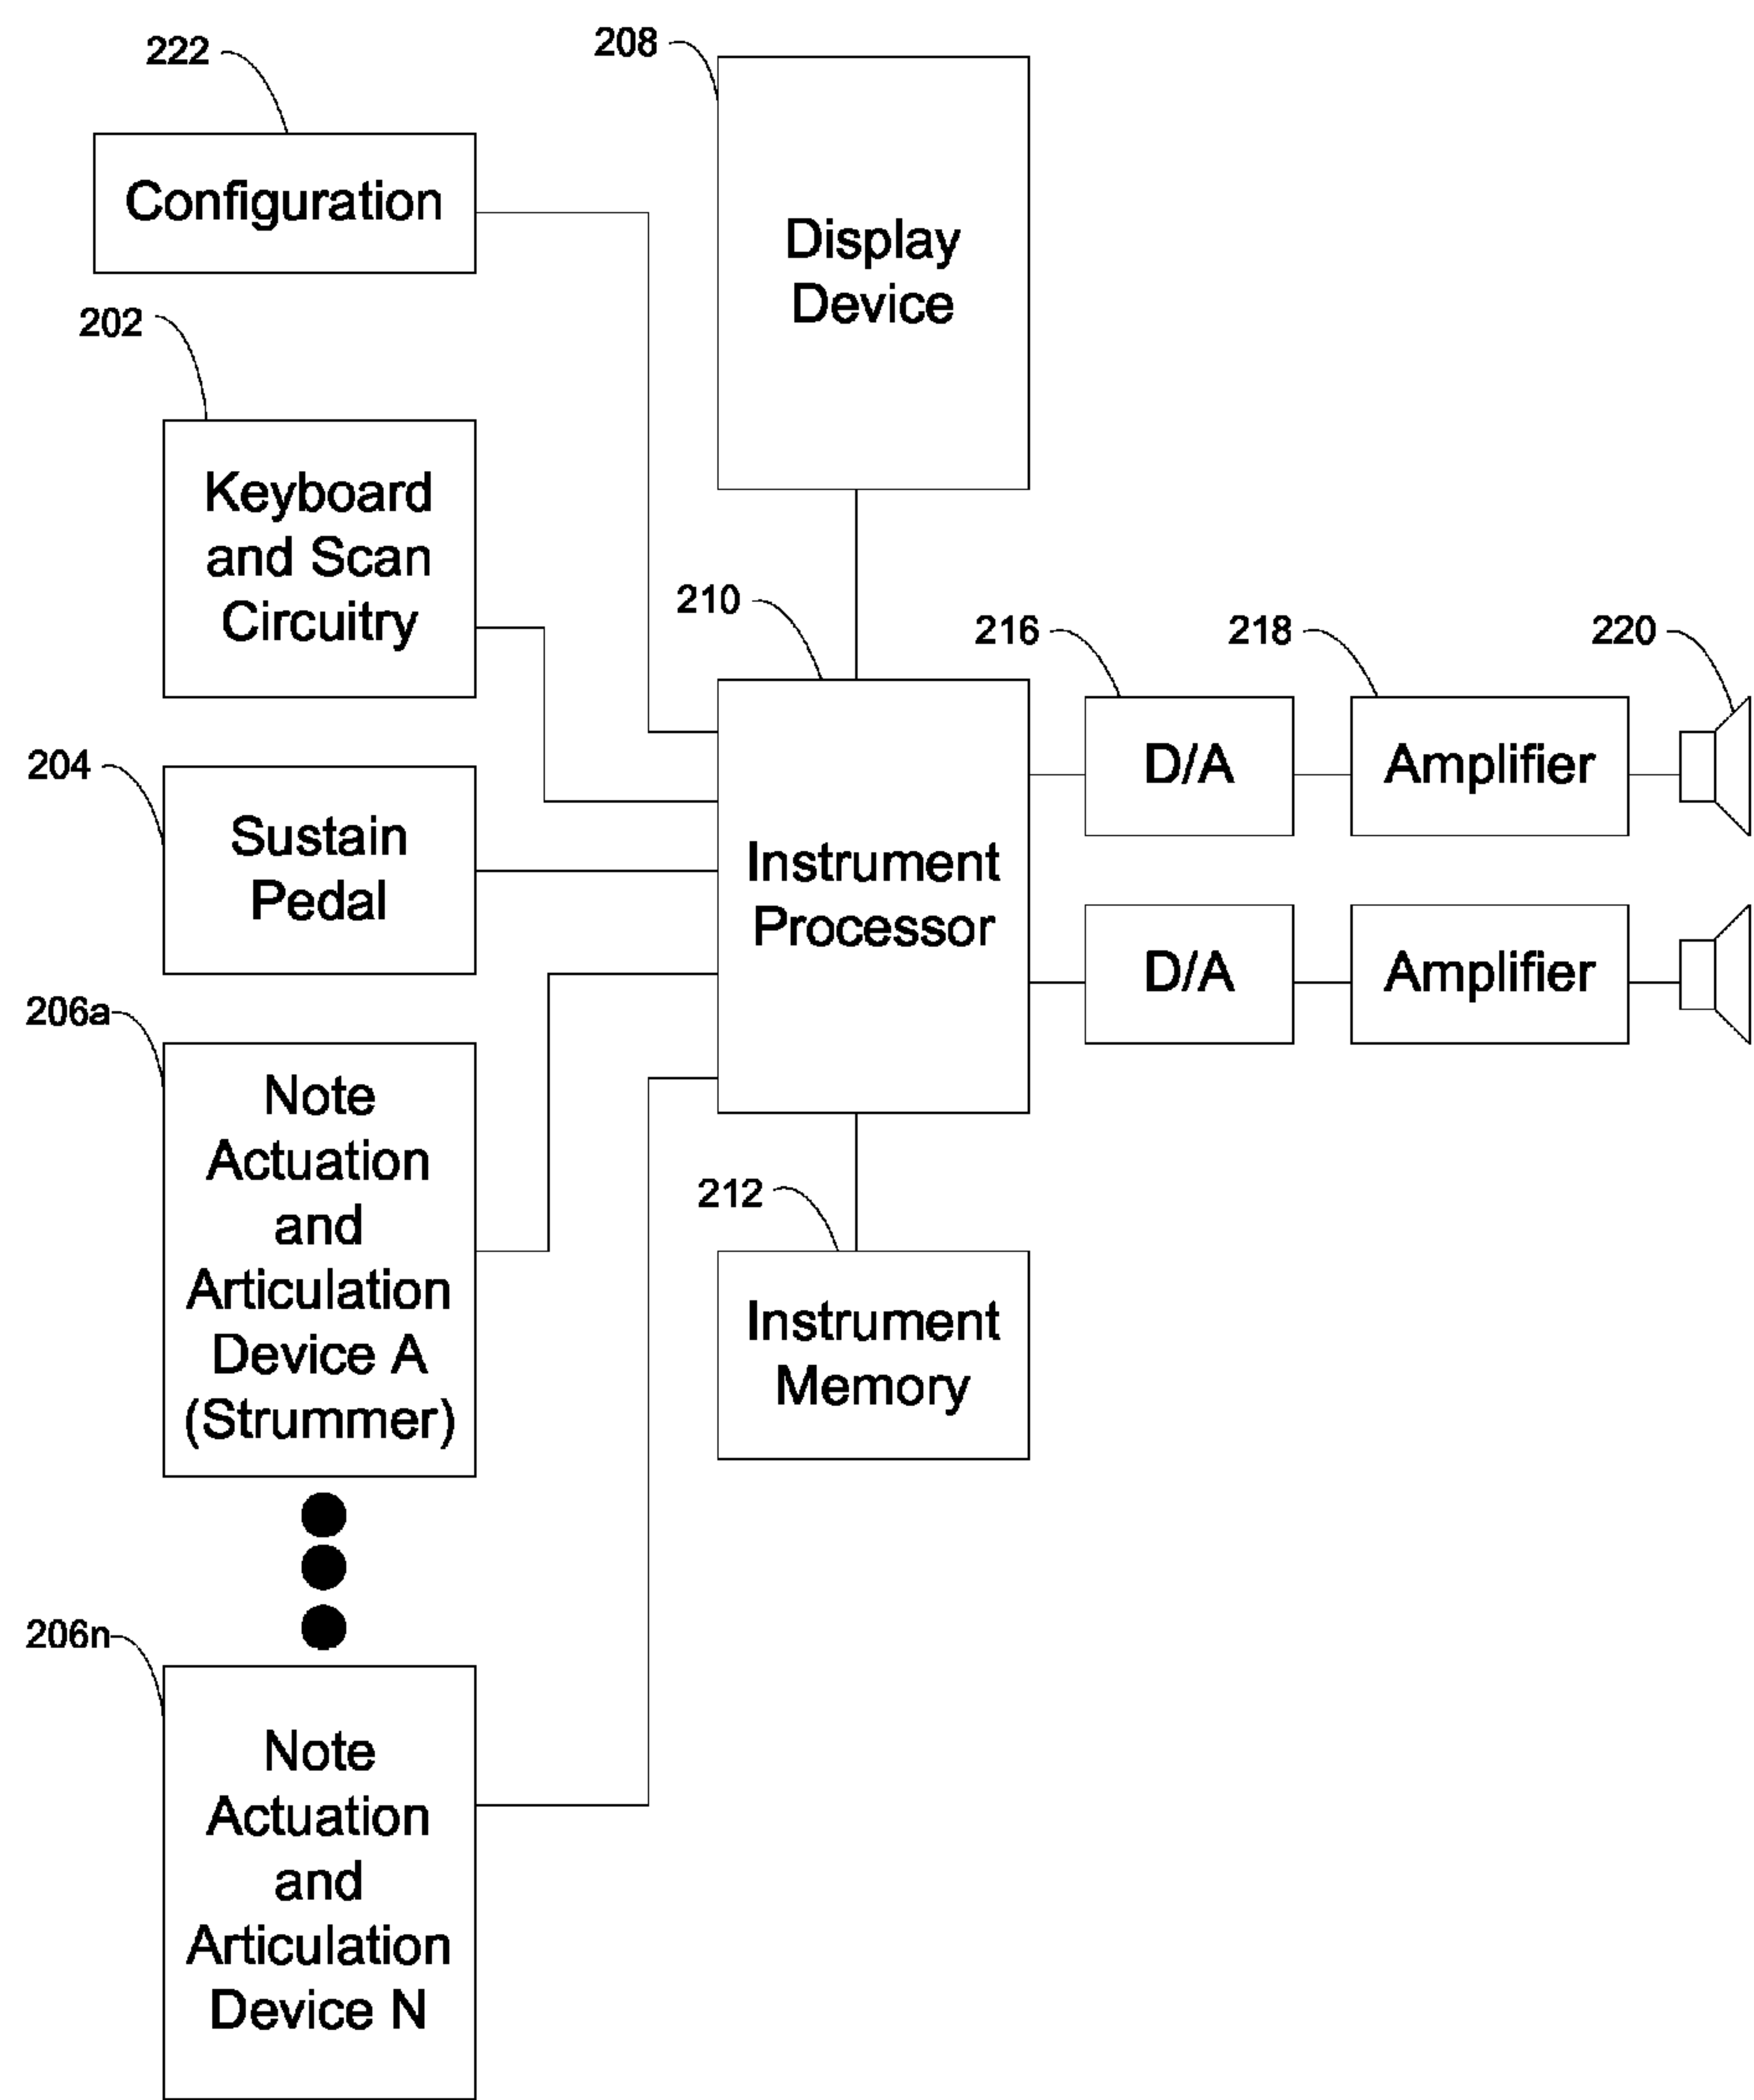 222
Configuration
208
Display
Device
202
Keyboard
and Scan
Circuitry
204
Sustain
Pedal
210
Instrument
Processor
216
D/A
218
Amplifier
220
D/A
Amplifier
206a
Note
Actuation
and
Articulation
Device A
(Strummer)
212
Instrument
Memory
206n
Note
Actuation
and
Articulation
Device N